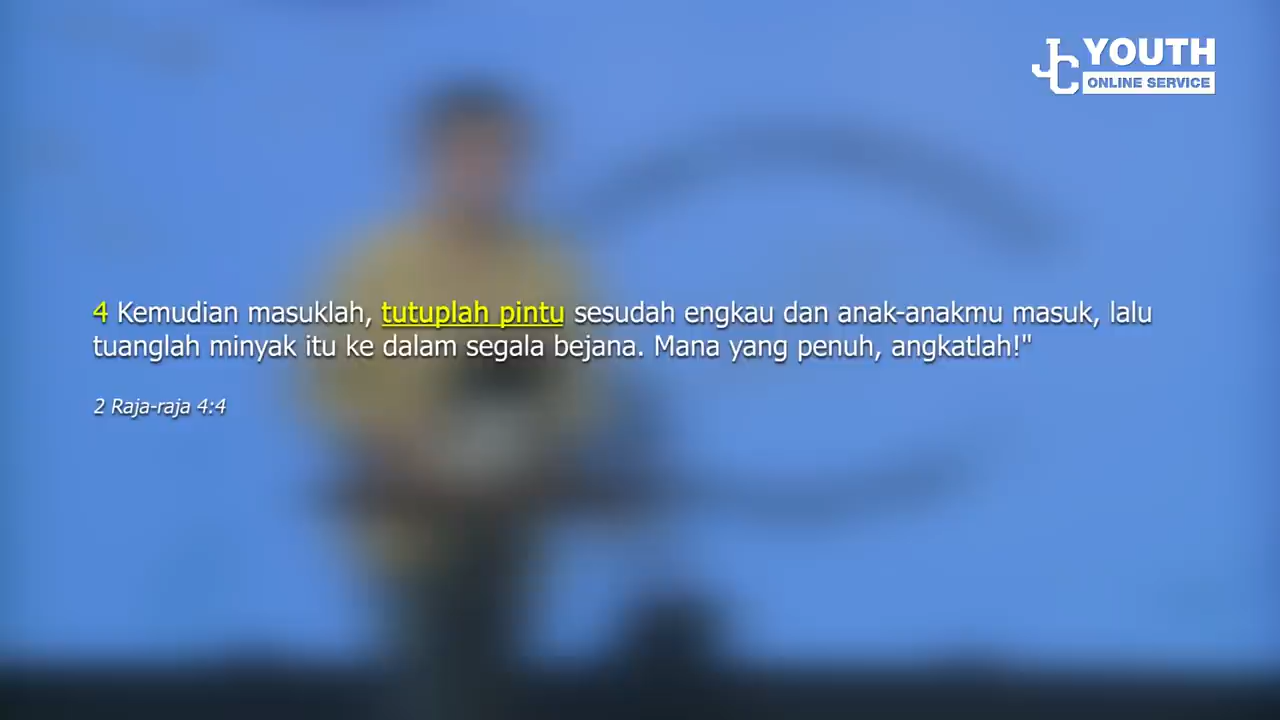 JC YOUTH
ONLINE SERVICE
4 Kemudian masuklah, tutuplah pintu sesudah engkau dan anak-anakmu masuk, lalu
tuanglah minyak itu ke dalam segala bejana. Mana yang penuh, angkatlah!"
2 Raja-raja 4:4